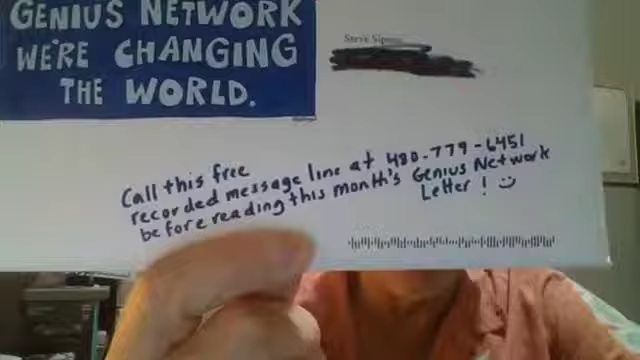 GENIUS NETWORK
WE'RE CHANGING
THE WORLD.
Steve
Call this free
recorded message line at 480-779-6451
before reading this month's Genius Network
Letter! :)